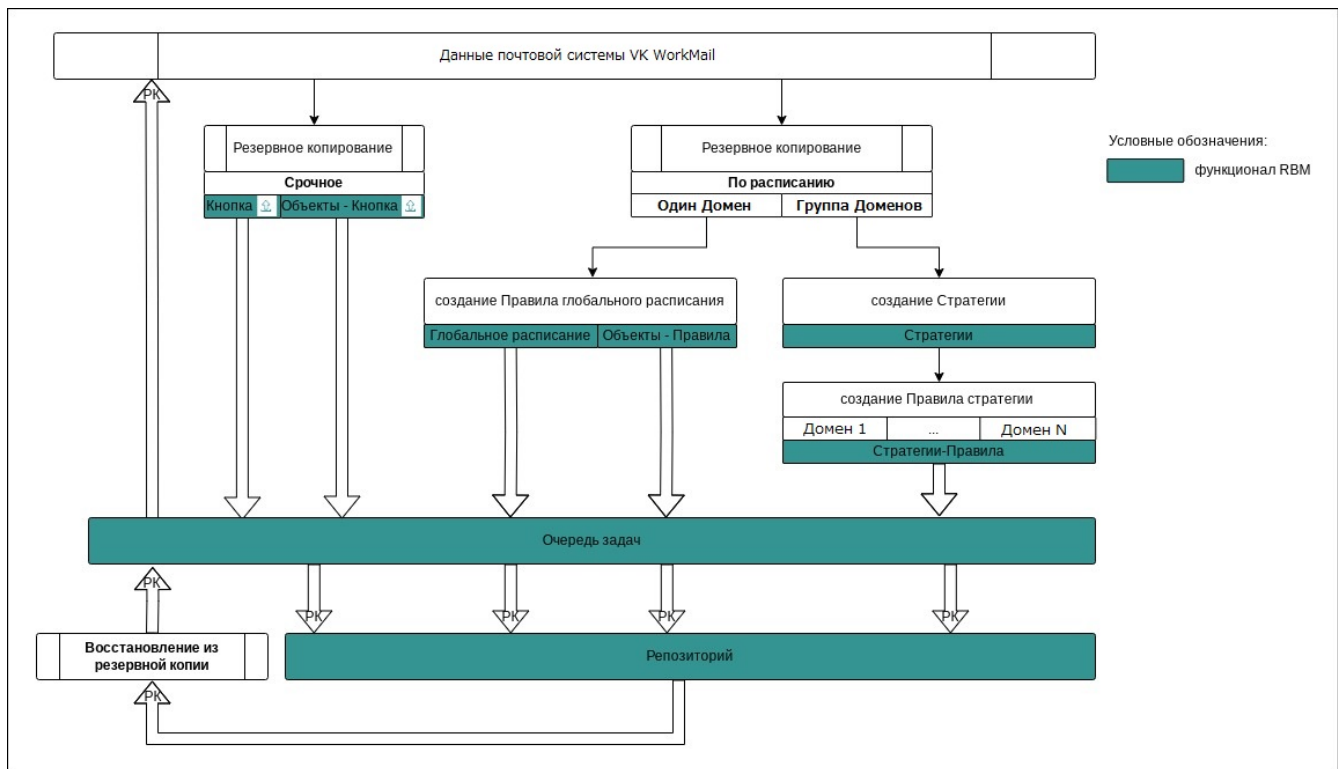 Данные почтовой системы VK WorkMail
РК
Резервное копирование
Срочное
Кнопка
Объекты - Кнопка
Резервное копирование
По расписанию
Один Домен
Группа Доменов
Условные обозначения:
функционал RBM
создание Правила глобального расписания
Глобальное расписание
Объекты - Правила
создание Стратегии
Стратегии
создание Правила стратегии
Домен 1
...
Домен N
Стратегии-Правила
Очередь задач
РК
РК
РК
РК
РК
Восстановление из
резервной копии
Репозиторий
РК